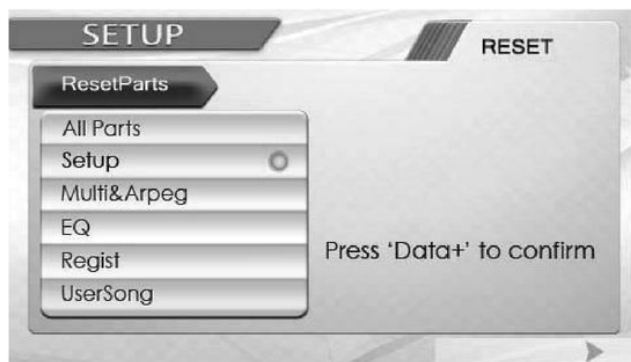 SETUP
RESET
ResetParts
All Parts
Setup
Multi&Arpeg
EQ
Regist
UserSong
Press 'Data+' to confirm